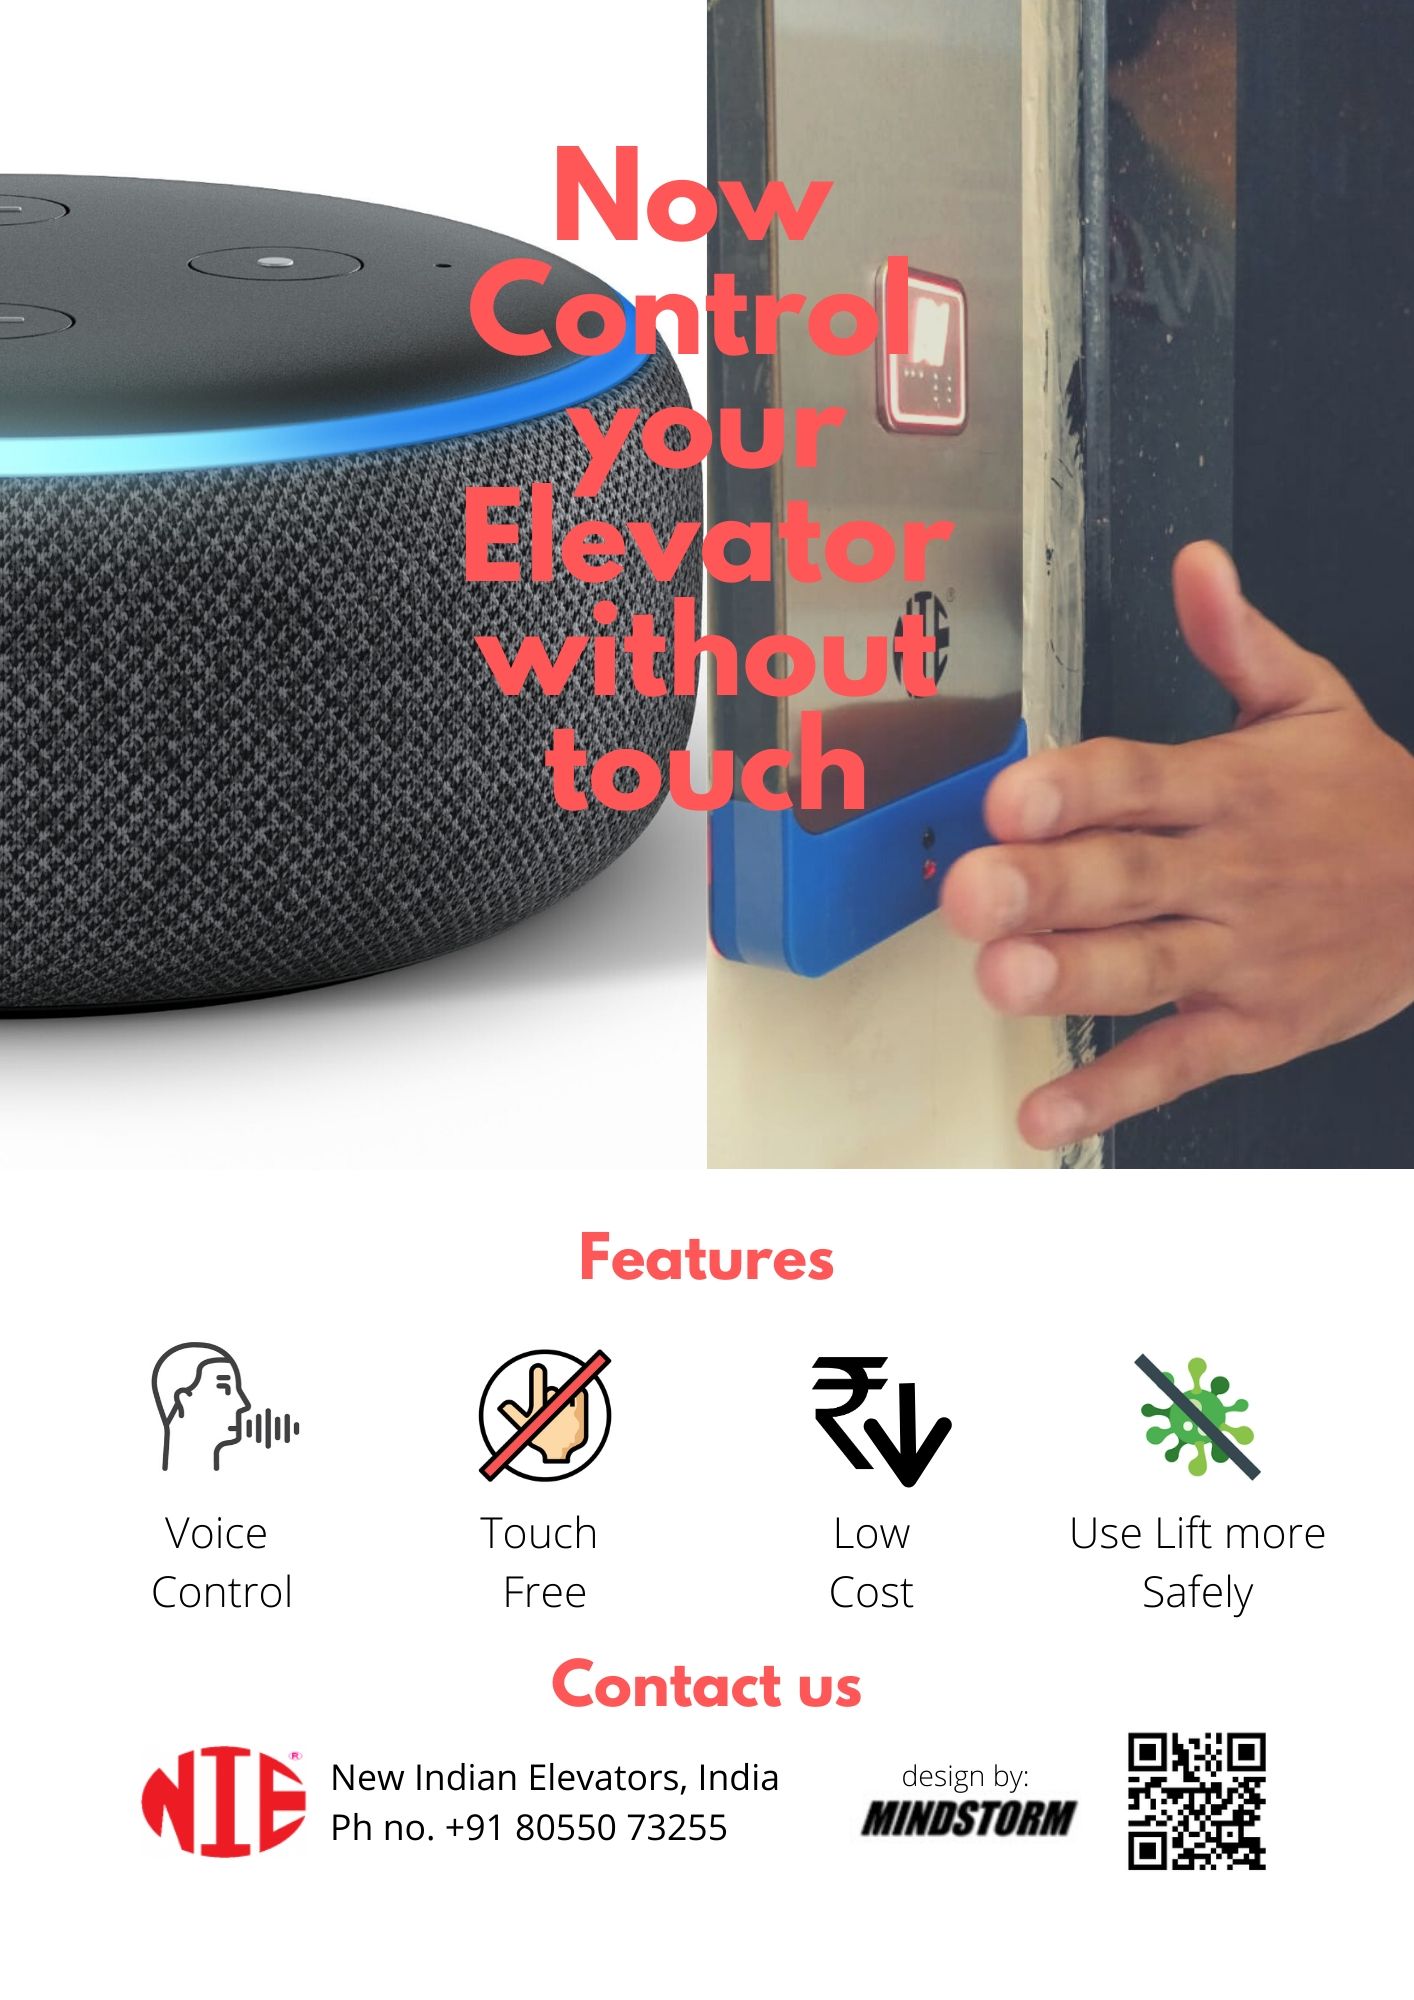 Now
Control
your
Elevator
without
touch
NIE
Features
Voice
Control
Touch
Free
Low
Cost
Use Lift more
Safely
Contact us
NIE®
New Indian Elevators, India
Ph no. +91 80550 73255
design by:
MINDSTORM